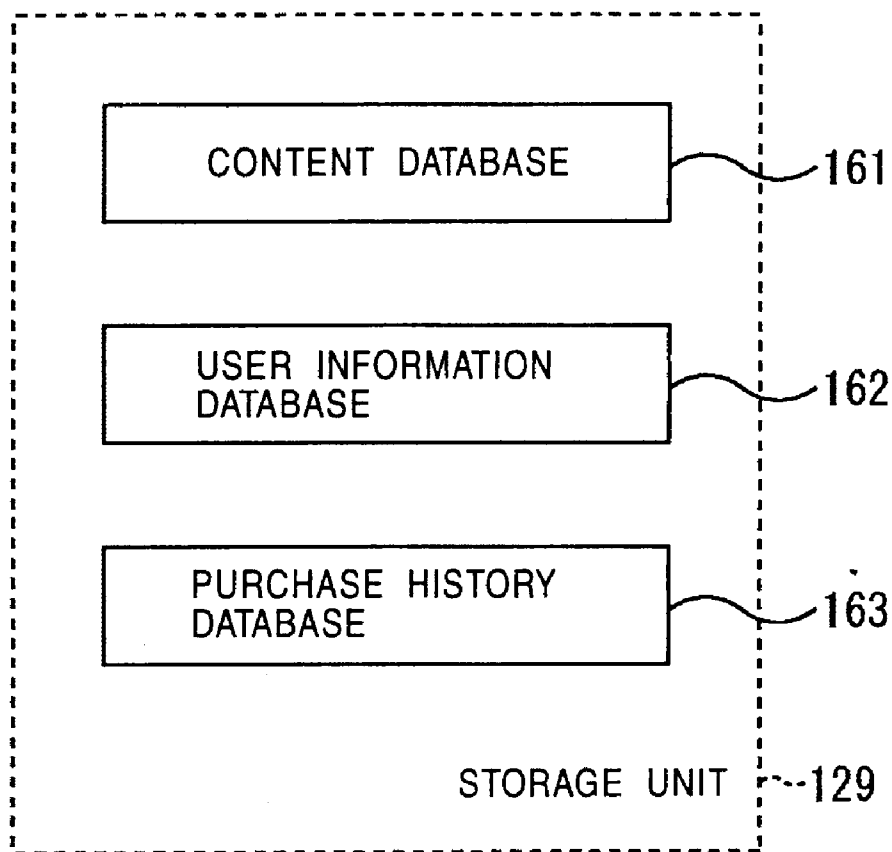 CONTENT DATABASE
161
USER INFORMATION
DATABASE
162
PURCHASE HISTORY
DATABASE
163
STORAGE UNIT
129